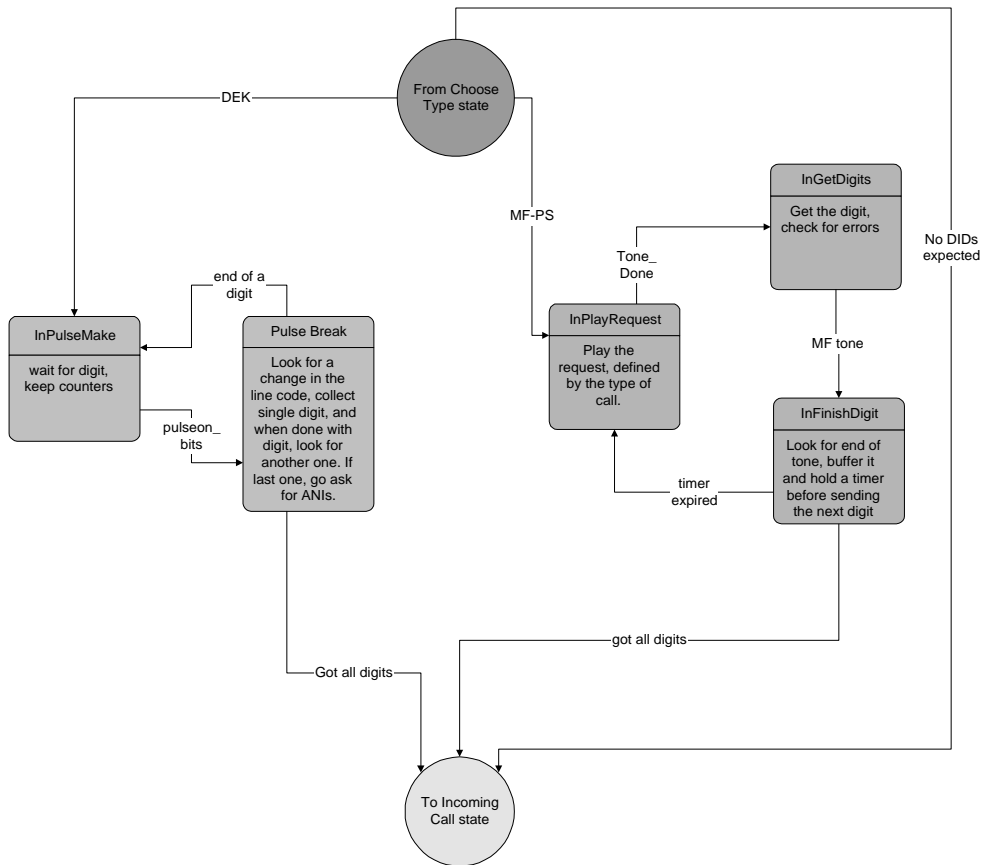 From Choose
Type state
DEK
MF-PS
No DIDs
expected
InGetDigits
Get the digit,
check for errors
Tone_
Done
end of a
digit
InPulseMake
wait for digit,
keep counters
pulseon_
bits
Pulse Break
Look for a
change in the
line code, collect
single digit, and
when done with
digit, look for
another one. If
last one, go ask
for ANIs.
InPlayRequest
Play the
request, defined
by the type of
call.
MF tone
InFinishDigit
Look for end of
tone, buffer it
and hold a timer
before sending
the next digit
timer
expired
got all digits
Got all digits
To Incoming
Call state